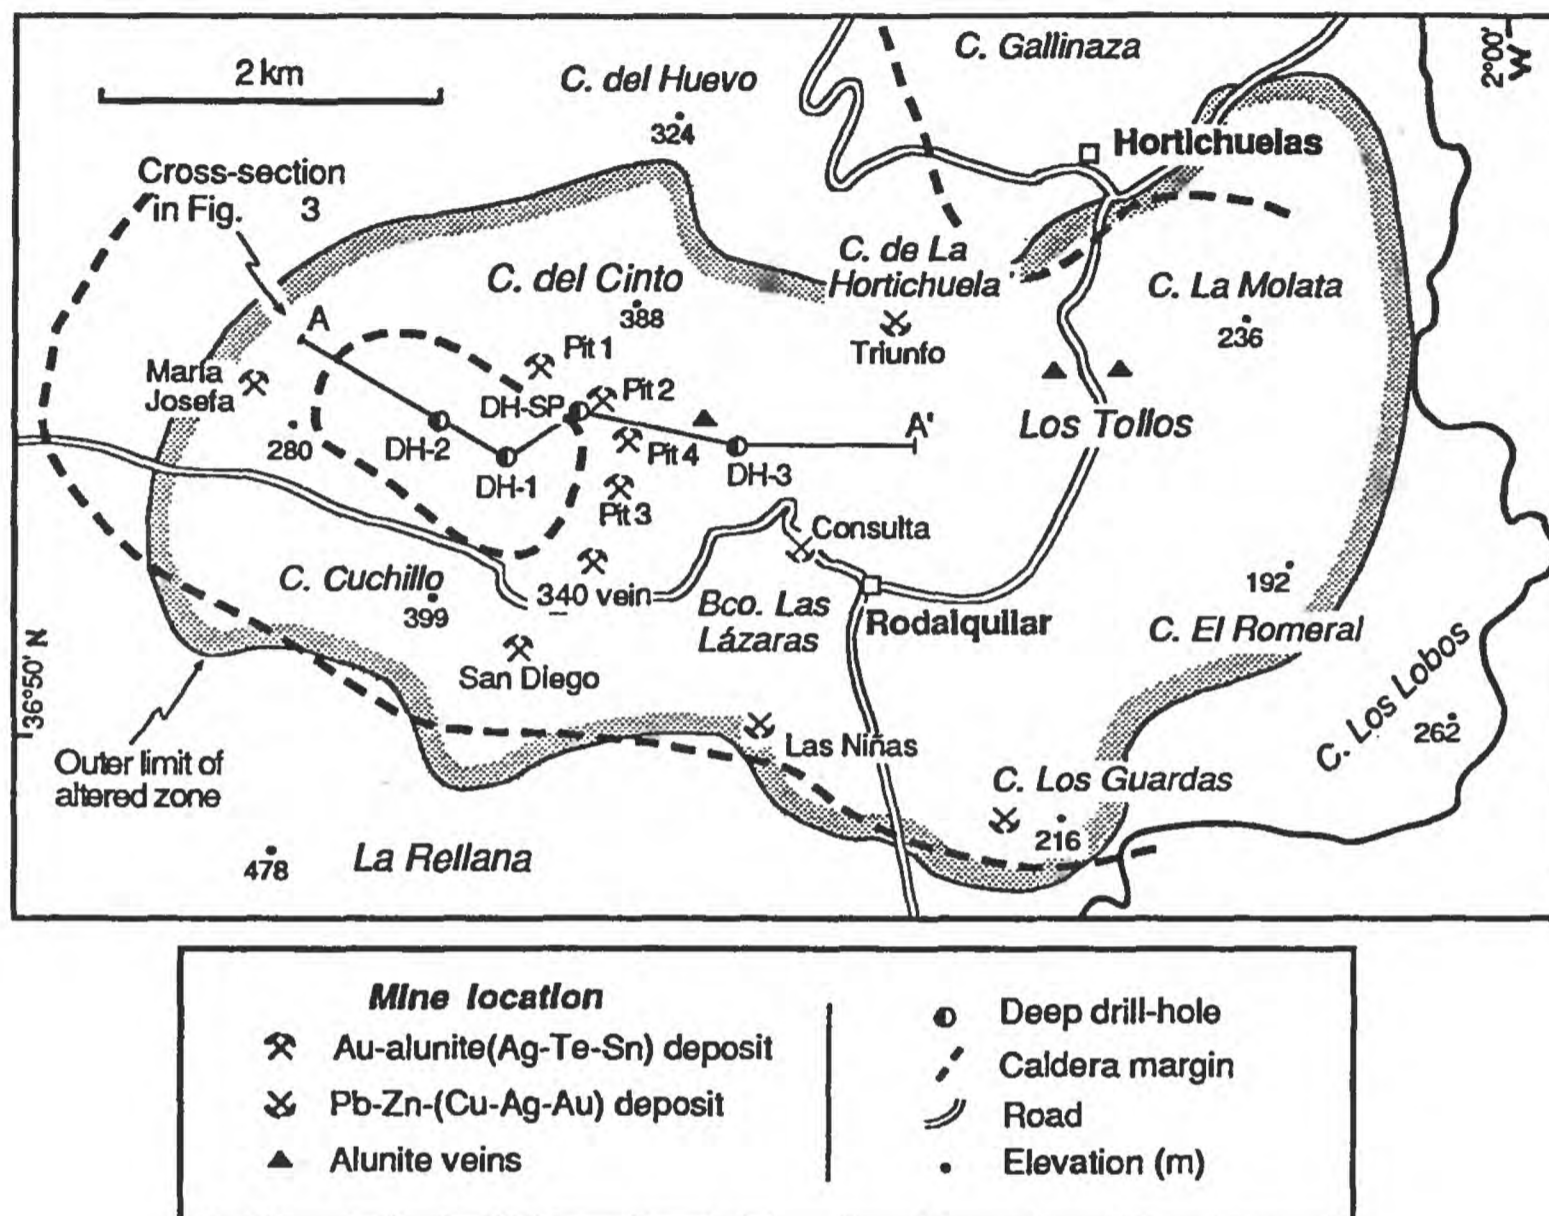 2 km
C. del Huevo
324
C. Gallinaza
2°00'
W
Hortichuelas
Cross-section
in Fig. 3
C. de La
Hortichuela
C. del Cinto
388
C. La Molata
236
A
Pit 1
Triunfo
María
Josefa
DH-SP
Pit 2
280
DH-2
Pit 4
A'
Los Tollos
DH-1
DH-3
Pit 3
Consulta
C. Cuchillo
399
340 vein
Bco. Las
Lázaras
Rodalquilar
192
C. El Romeral
36°50' N
San Diego
C. Los Lobos
262
Las Niñas
Outer limit of
altered zone
C. Los Guardas
216
478
La Rellana
Mine location
Au-alunite(Ag-Te-Sn) deposit
Pb-Zn-(Cu-Ag-Au) deposit
Alunite veins
Deep drill-hole
Caldera margin
Road
Elevation (m)